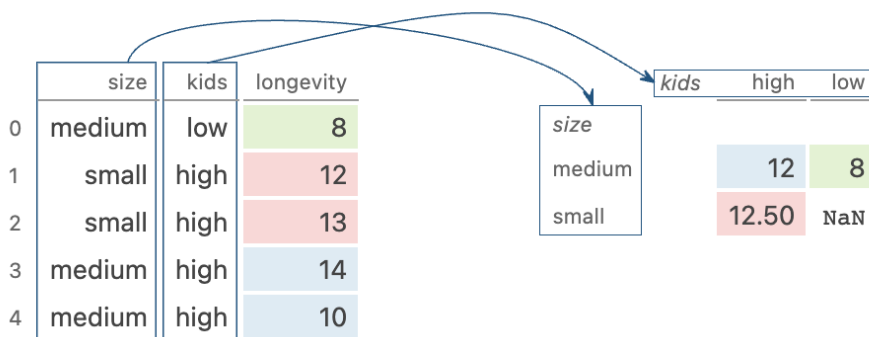 size kids longevity
0 medium low 8
1 small high 12
2 small high 13
3 medium high 14
4 medium high 10
kids high low
size
medium 12 8
small 12.50 NaN